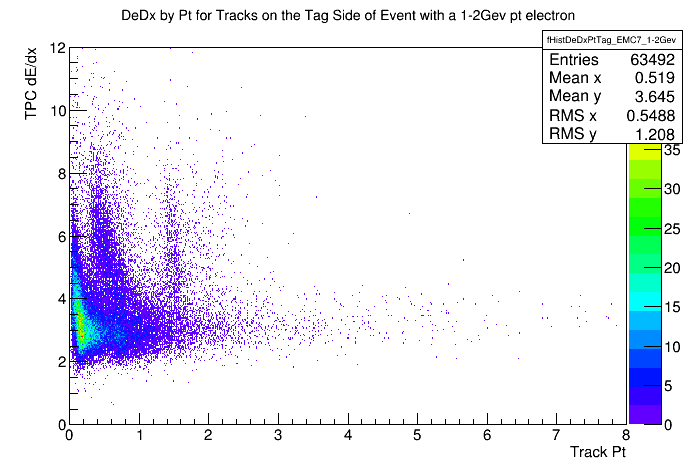 DeDx by Pt for Tracks on the Tag Side of Event with a 1-2Gev pt electron
fHistDeDxPtTag_EMC7_1-2Gev
Entries 63492
Mean x 0.519
Mean y 3.645
RMS x 0.5488
RMS y 1.208
TPC dE/dx
12
10
8
6
4
2
0
35
30
25
20
15
10
5
0
0 1 2 3 4 5 6 7 8
Track Pt